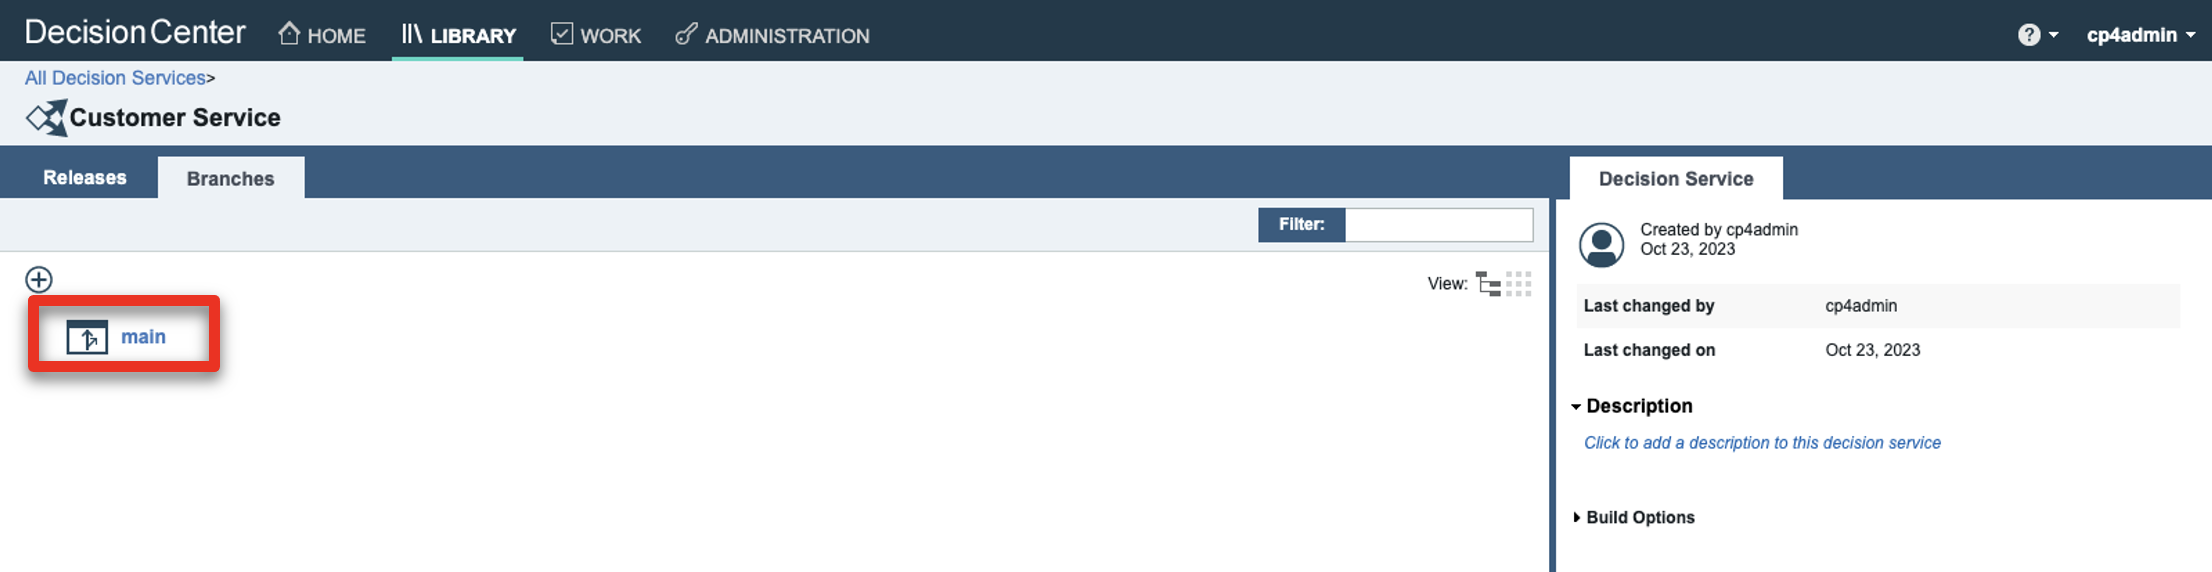 Decision Center HOME LIBRARY WORK ADMINISTRATION ? cp4admin
All Decision Services>
Customer Service
Releases Branches
Filter:
View:
main
Decision Service
Created by cp4admin
Oct 23, 2023
Last changed by cp4admin
Last changed on Oct 23, 2023
Description
Click to add a description to this decision service
Build Options